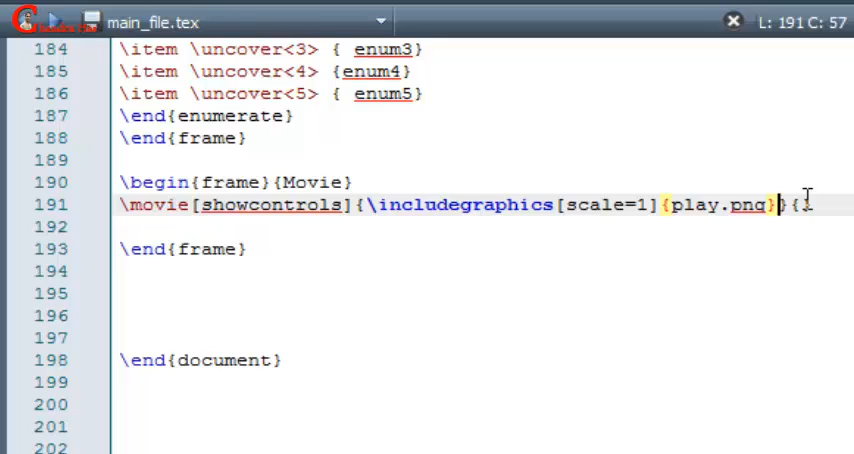 main_file.tex
L: 191 C: 57
184 \item \uncover<3> { enum3}
185 \item \uncover<4> {enum4}
186 \item \uncover<5> { enum5}
187 \end{enumerate}
188 \end{frame}
189
190 \begin{frame}{Movie}
191 \movie[showcontrols]{\includegraphics[scale=1]{play.png}}{}
192
193 \end{frame}
194
195
196
197
198 \end{document}
199
200
201
202